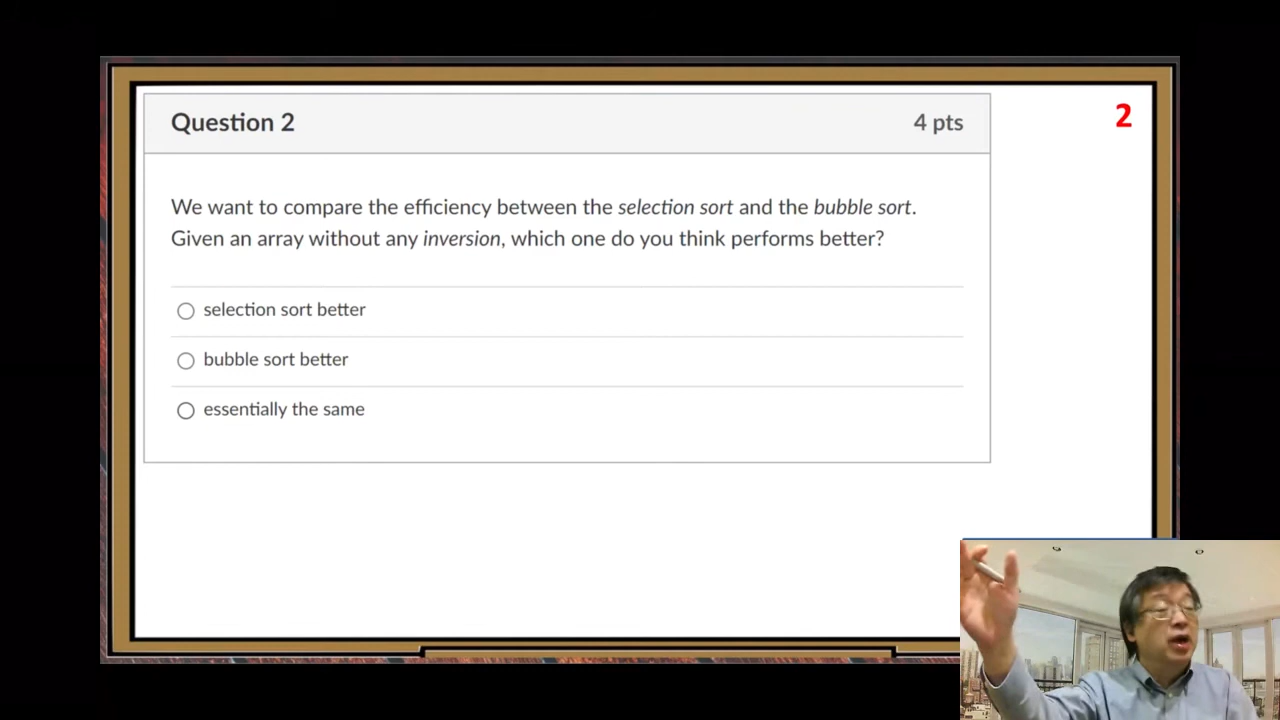 Question 2
4 pts
2
We want to compare the efficiency between the selection sort and the bubble sort.
Given an array without any inversion, which one do you think performs better?
selection sort better
bubble sort better
essentially the same